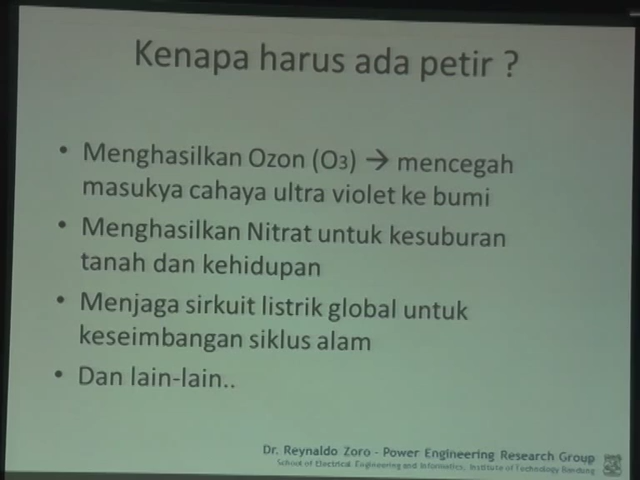 Kenapa harus ada petir ?
• Menghasilkan Ozon (O3) → mencegah
masukya cahaya ultra violet ke bumi
• Menghasilkan Nitrat untuk kesuburan
tanah dan kehidupan
• Menjaga sirkuit listrik global untuk
keseimbangan siklus alam
• Dan lain-lain..
Dr. Reynaldo Zoro - Power Engineering Research Group
School of Electrical Engineering and Informatics, Institute of Technology Bandung